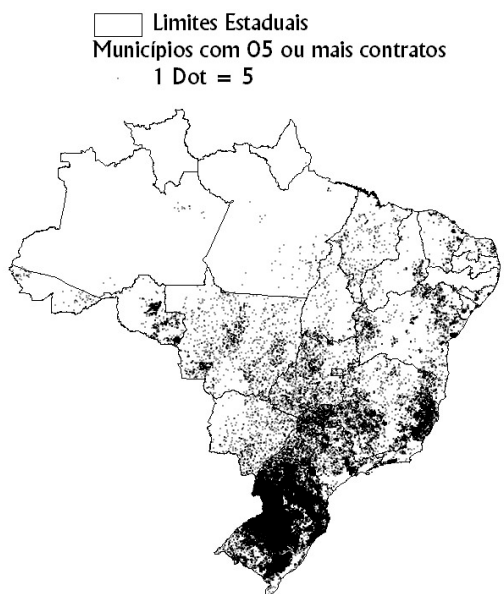 Limites Estaduais
Municípios com 05 ou mais contratos
1 Dot = 5